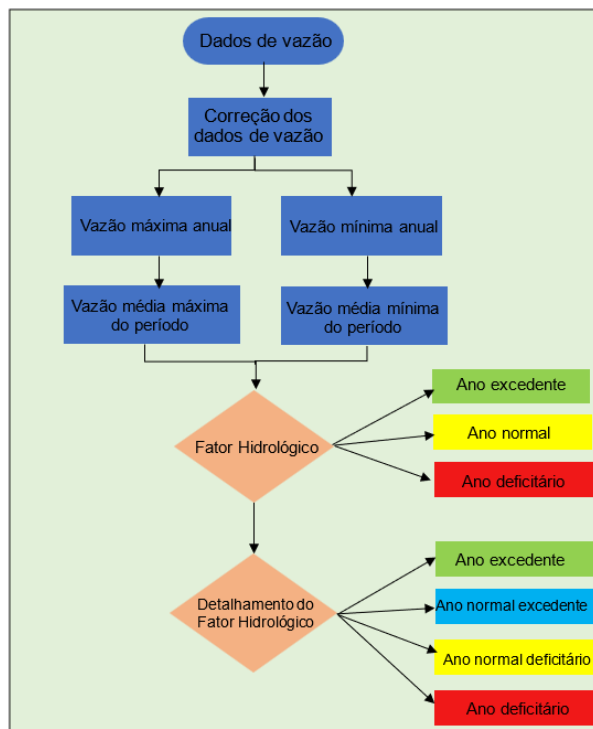 Dados de vazão
Correção dos
dados de vazão
Vazão máxima anual
Vazão mínima anual
Vazão média máxima
do período
Vazão média mínima
do período
Fator Hidrológico
Ano excedente
Ano normal
Ano deficitário
Detalhamento do
Fator Hidrológico
Ano excedente
Ano normal excedente
Ano normal deficitário
Ano deficitário